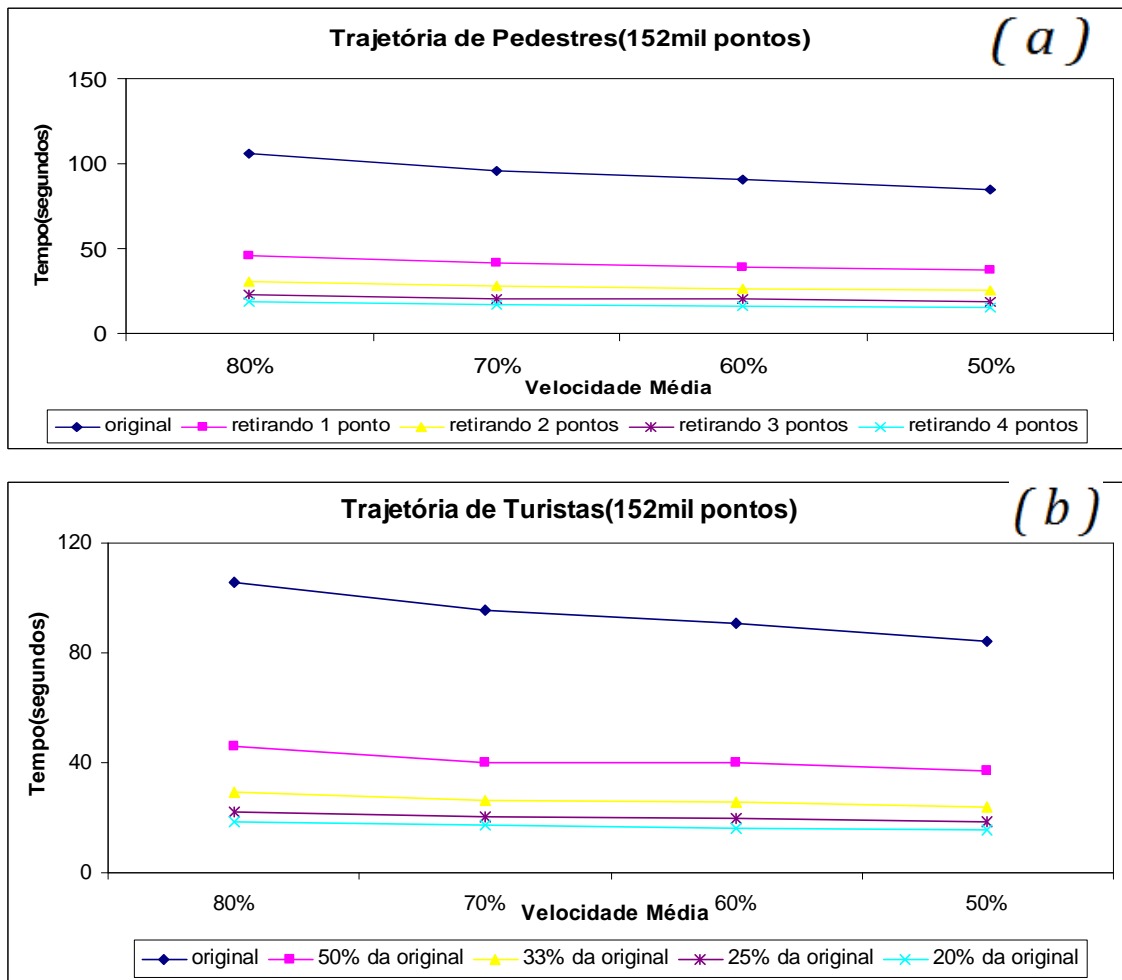 Trajetória de Pedestres(152mil pontos)
( a )
150
100
50
0
Tempo(segundos)
80% 70% 60% 50%
Velocidade Média
original retirando 1 ponto retirando 2 pontos retirando 3 pontos retirando 4 pontos
Trajetória de Turistas(152mil pontos)
( b )
120
80
40
0
Tempo(segundos)
80% 70% 60% 50%
Velocidade Média
original 50% da original 33% da original 25% da original 20% da original